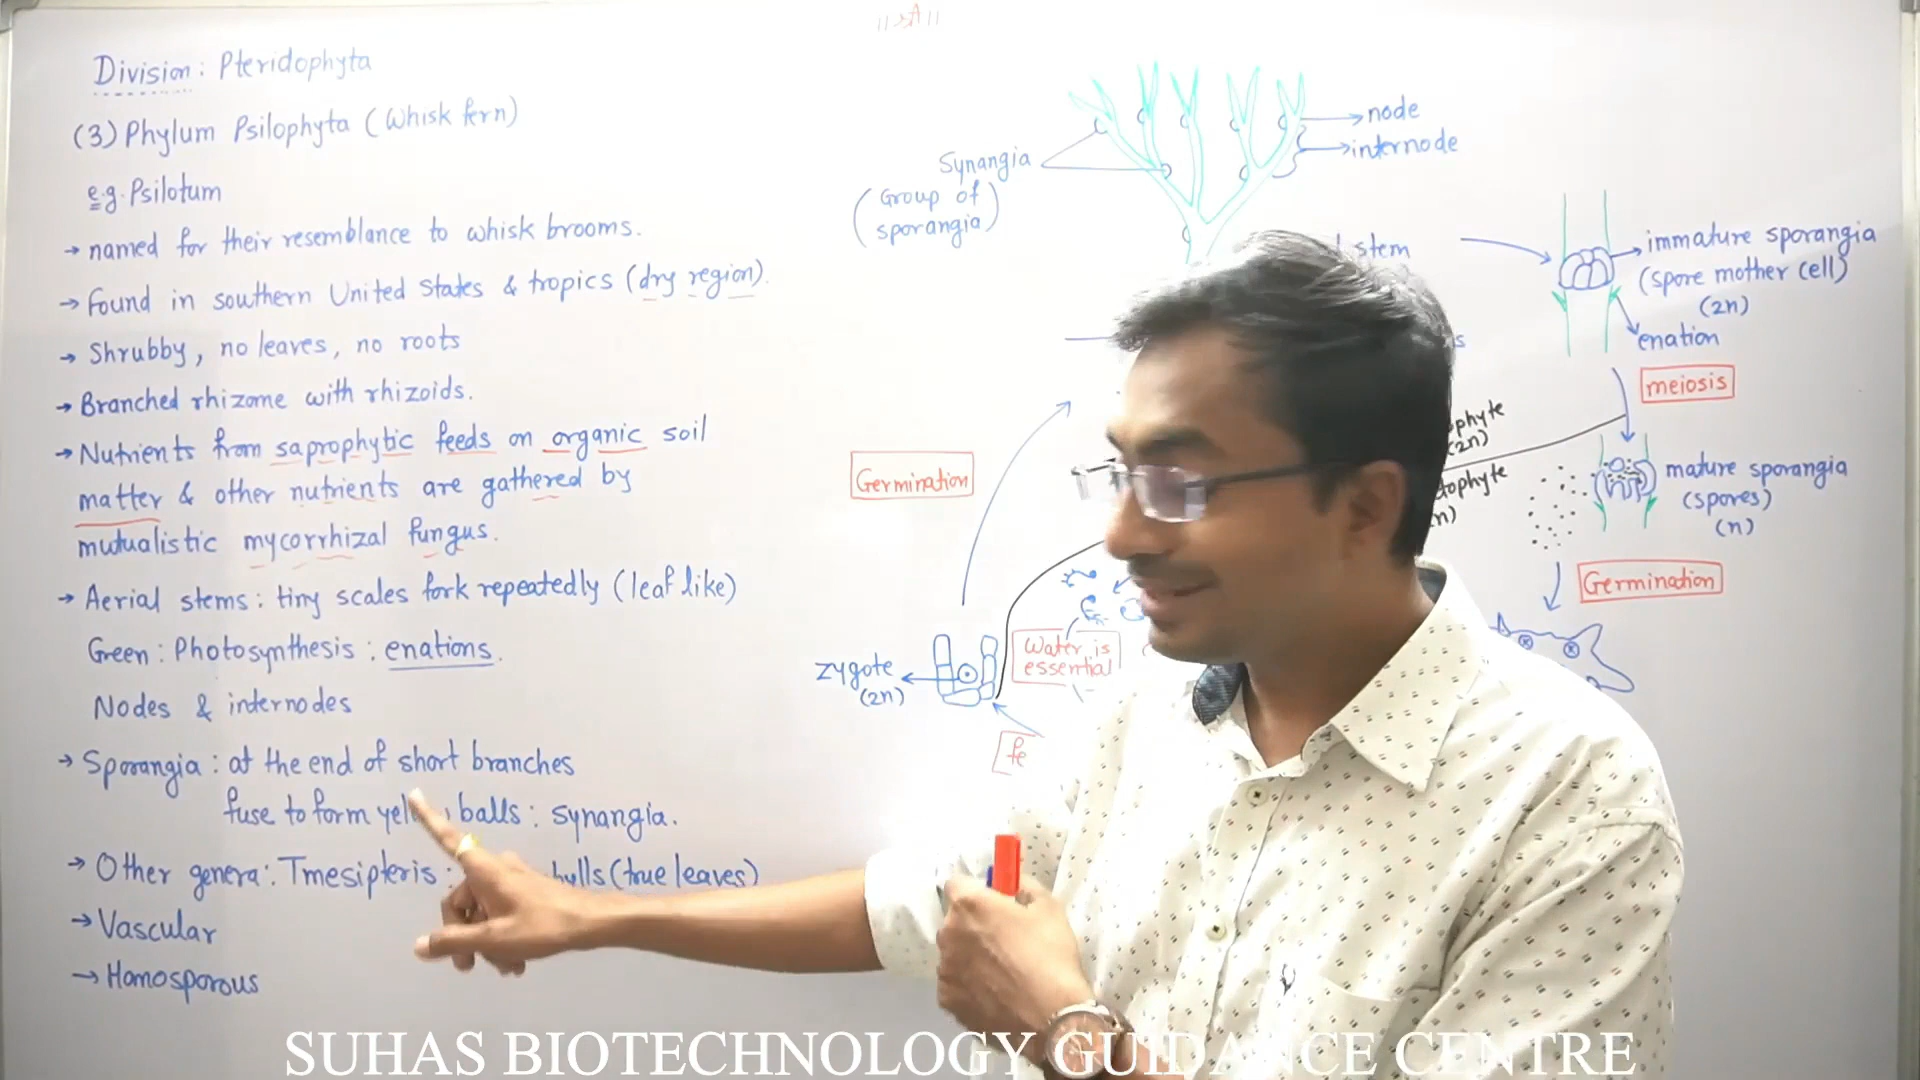 ॥ श्री ॥
Division: Pteridophyta
(3) Phylum Psilophyta (Whisk fern)
e.g. Psilotum
→ named for their resemblance to whisk brooms.
→ Found in southern United States & tropics (dry region).
→ Shrubby, no leaves, no roots
→ Branched rhizome with rhizoids.
→ Nutrients from saprophytic feeds on organic soil
matter & other nutrients are gathered by
mutualistic mycorrhizal fungus.
→ Aerial stems: tiny scales fork repeatedly (leaf like)
Green: Photosynthesis: enations.
Nodes & internodes
→ Sporangia: at the end of short branches
fuse to form balls: synangia.
→ Other genera: Tmesipteris: (true leaves)
→ Vascular
→ Homosporous
node
internode
Synangia
(Group of
sporangia)
stem
immature sporangia
(spore mother cell)
(2n)
enation
meiosis
(2n)
mature sporangia
(spores)
(n)
Germination
Germination
Water is
essential
zygote
(2n)
SUHAS BIOTECHNOLOGY GUIDANCE CENTRE